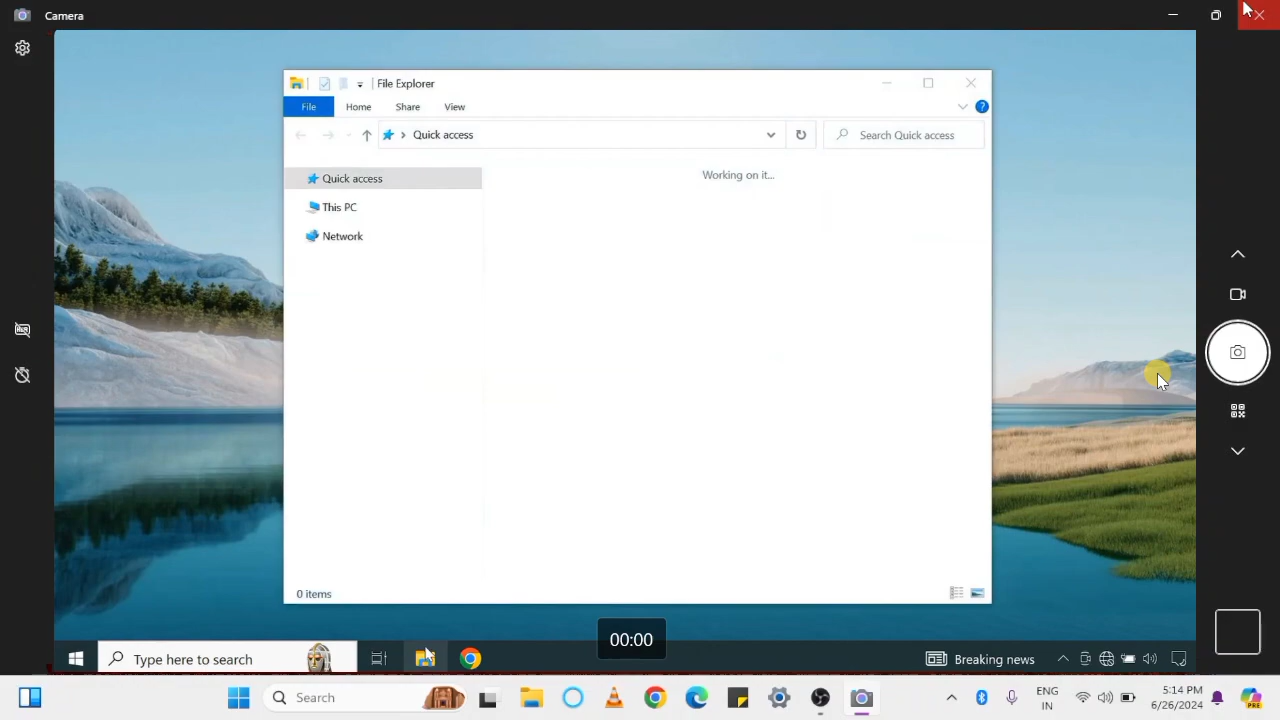 Camera
File Explorer
File Home Share View
Quick access
Search Quick access
Quick access
Working on it...
This PC
Network
0 items
00:00
Type here to search
Breaking news
Search
ENG
IN
5:14 PM
6/26/2024
PRE